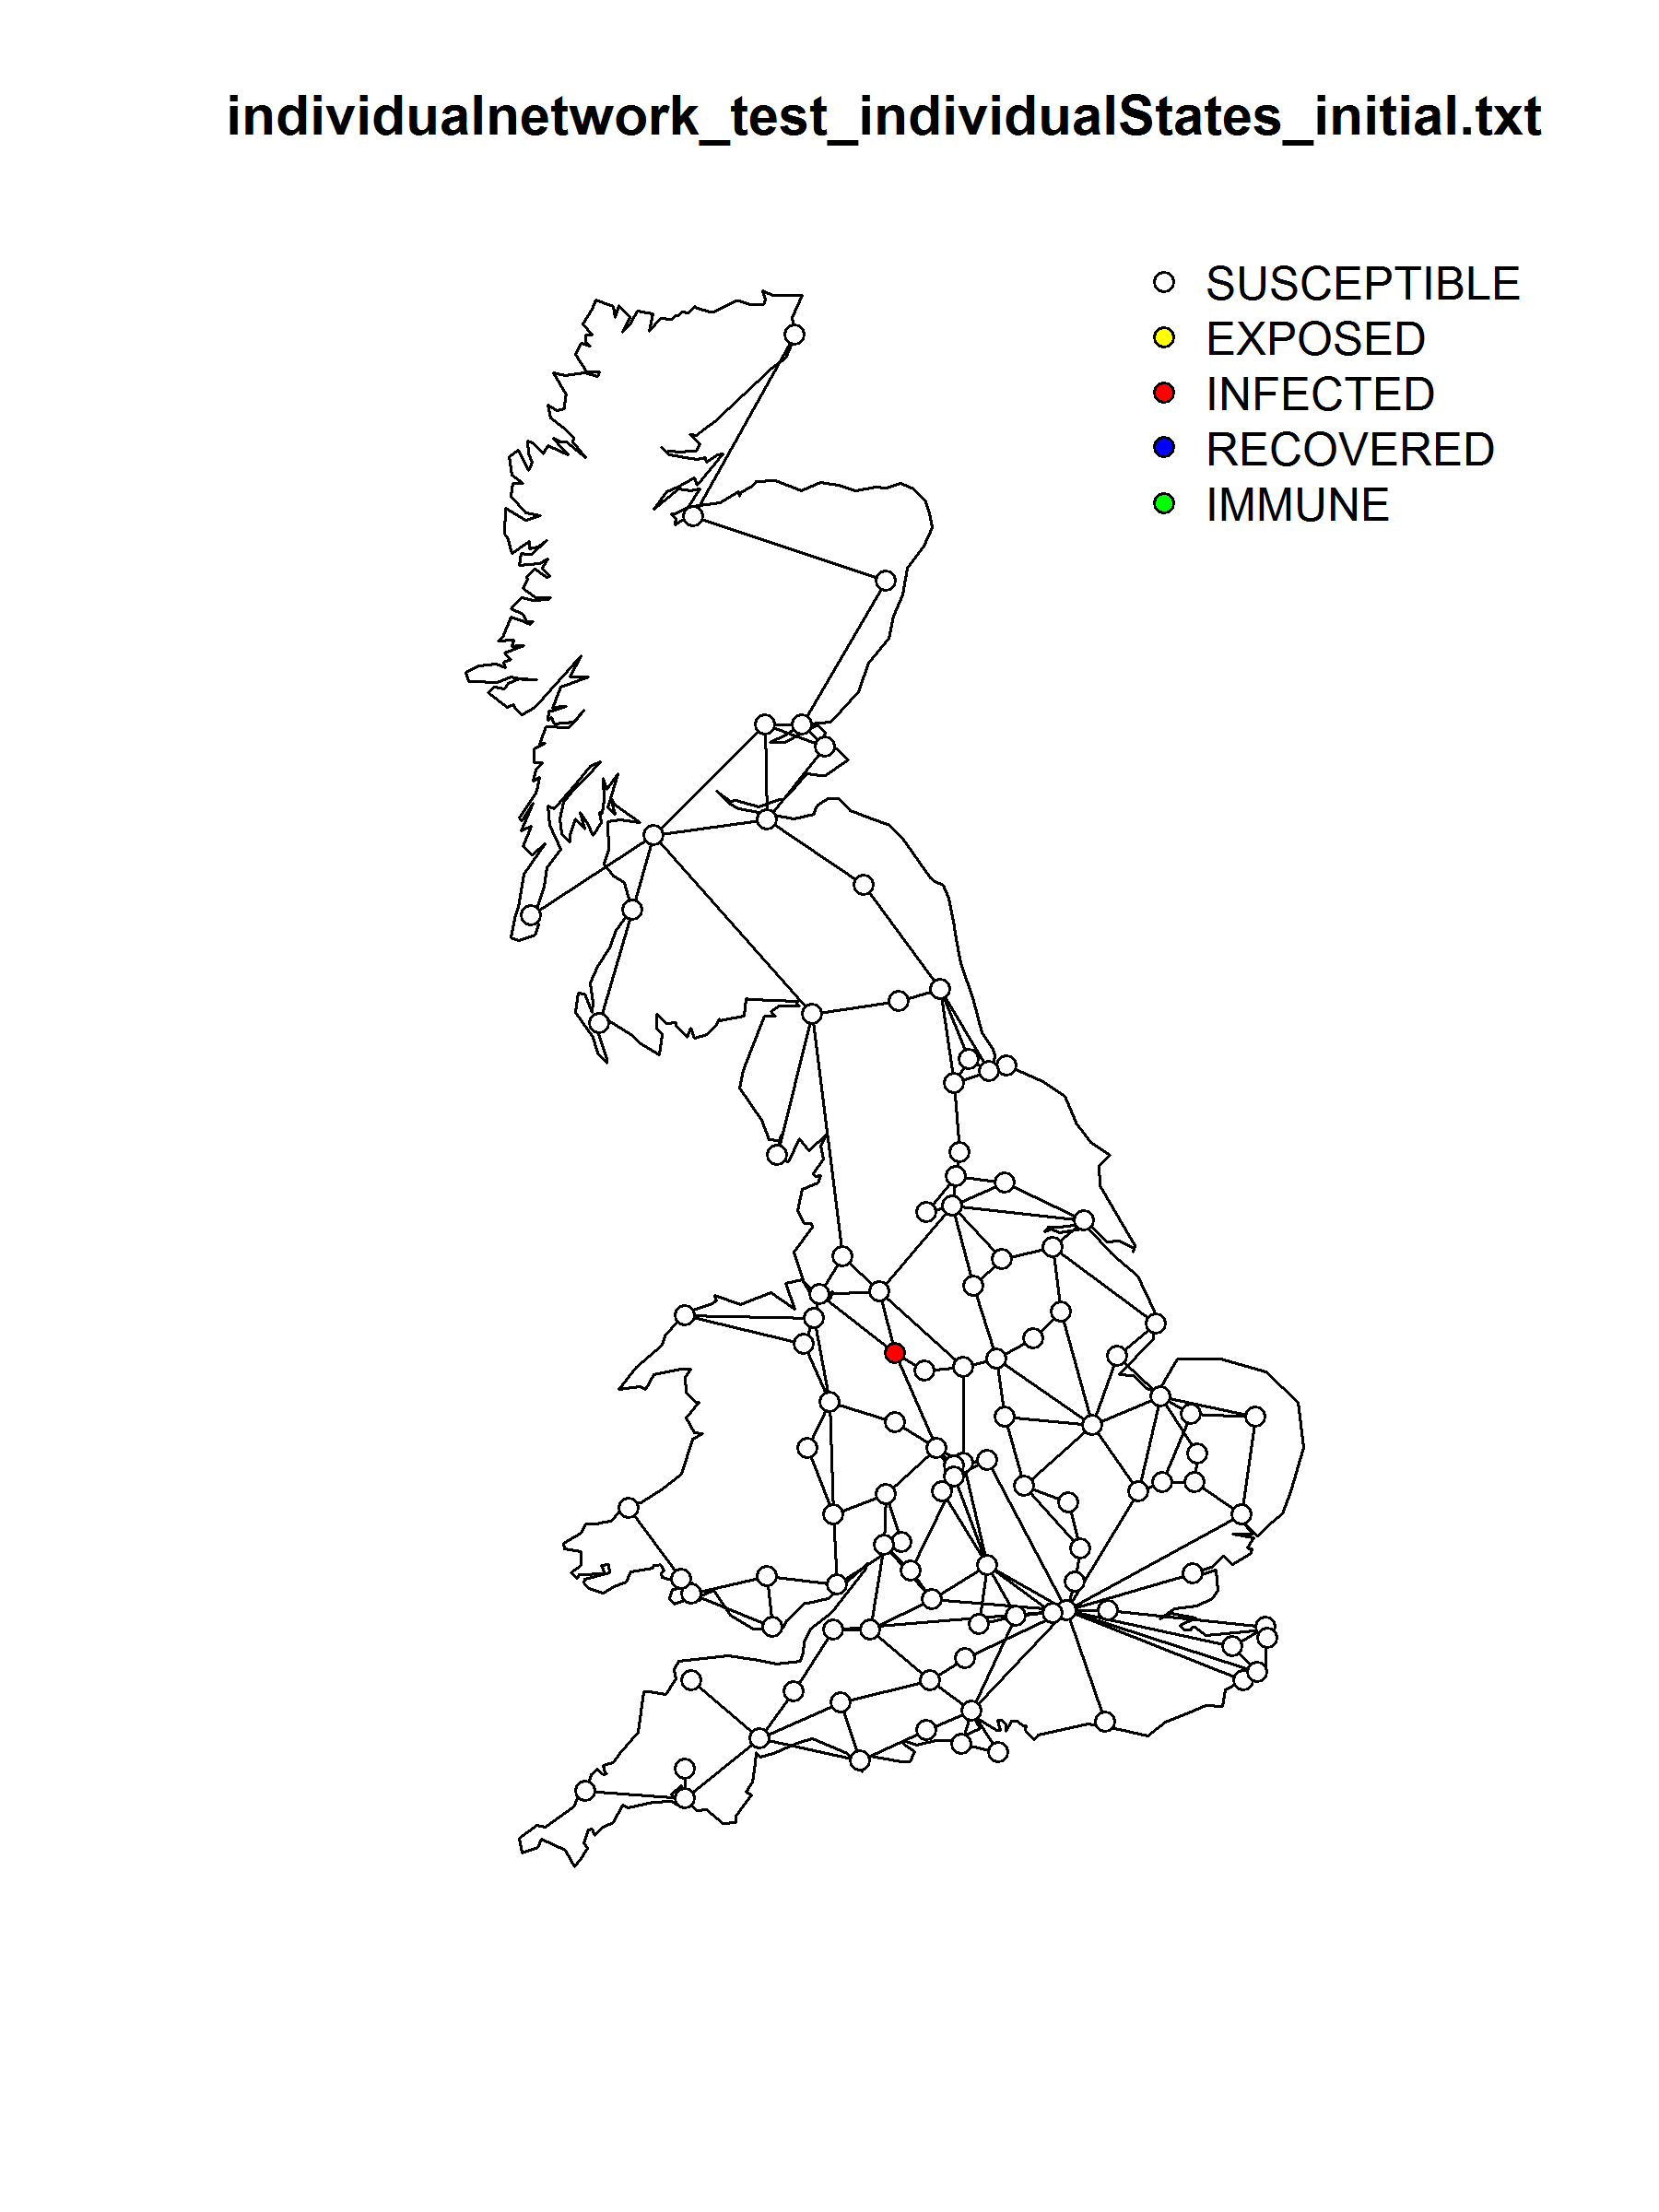 individualnetwork_test_individualStates_initial.txt
SUSCEPTIBLE
EXPOSED
INFECTED
RECOVERED
IMMUNE